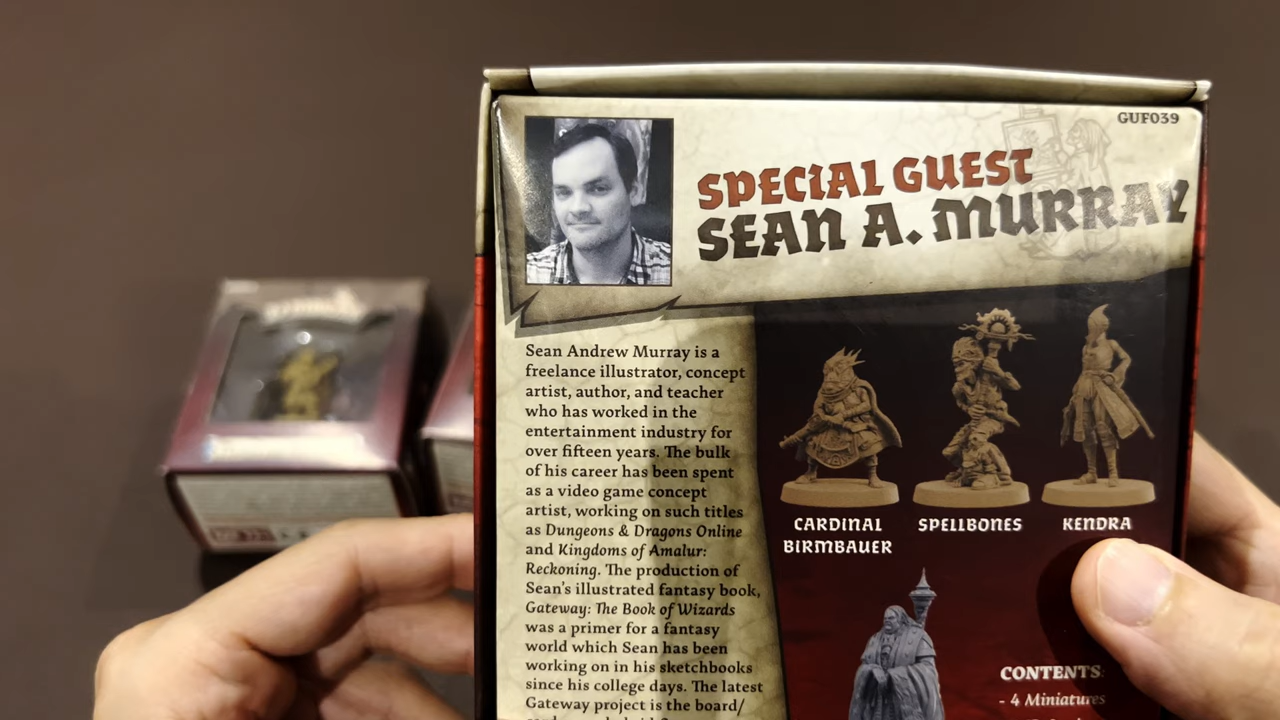 GUF039
SPECIAL GUEST
SEAN A. MURRAY
Sean Andrew Murray is a
freelance illustrator, concept
artist, author, and teacher
who has worked in the
entertainment industry for
over fifteen years. The bulk
of his career has been spent
as a video game concept
artist, working on such titles
as Dungeons & Dragons Online
and Kingdoms of Amalur:
Reckoning. The production of
Sean's illustrated fantasy book,
Gateway: The Book of Wizards
was a primer for a fantasy
world which Sean has been
working on in his sketchbooks
since his college days. The latest
Gateway project is the board/
CARDINAL
BIRMBAUER
SPELLBONES
KENDRA
CONTENTS:
- 4 Miniatures